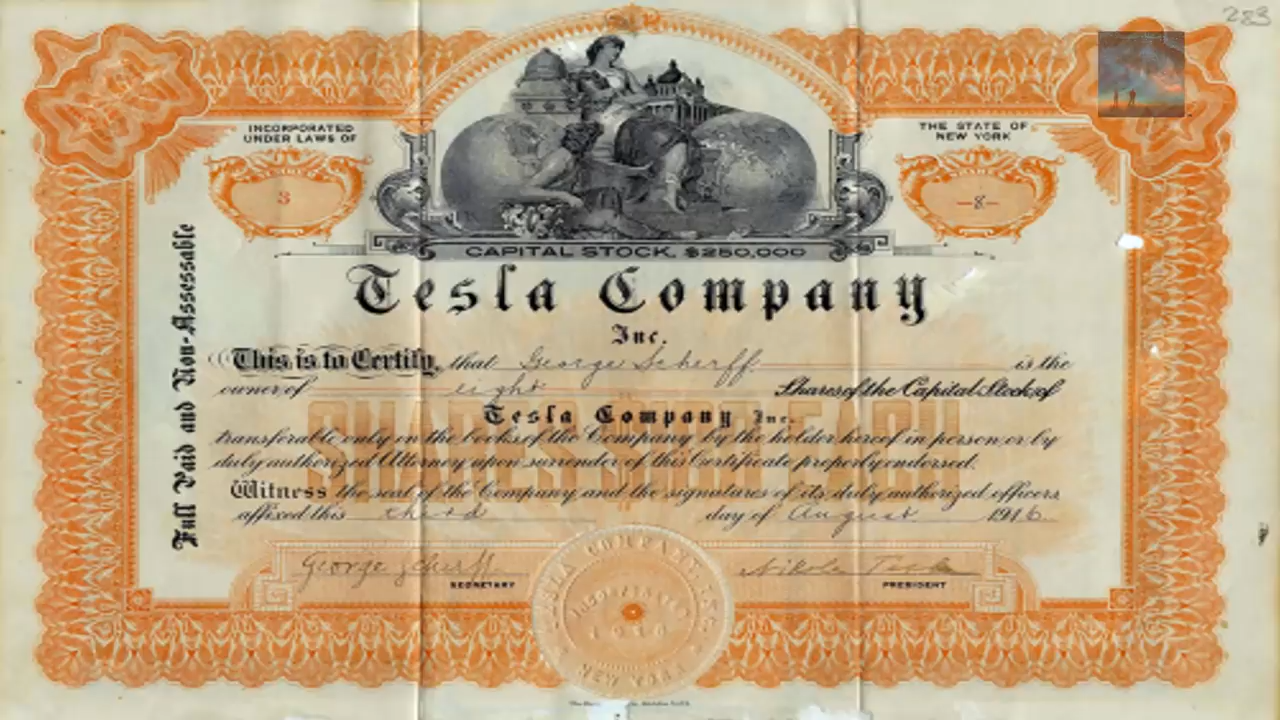 283
INCORPORATED
UNDER LAWS OF
THE STATE OF
NEW YORK
NUMBER
3
SHARES
-8-
CAPITAL STOCK, $250,000
Tesla Company
Inc.
This is to Certify, that George Scherff is the
owner of eight Shares of the Capital Stock of
Tesla Company Inc.
transferable only on the books of the Company by the holder hereof in person or by
duly authorized Attorney upon surrender of this Certificate properly endorsed.
Witness the seal of the Company and the signatures of its duly authorized officers
affixed this third day of August 1916.
SHARES $100 EACH
Full Paid and Non-Assessable
George Scherff
SECRETARY
Nikola Tesla
PRESIDENT
TESLA COMPANY, INC.
INCORPORATED
1916
NEW YORK